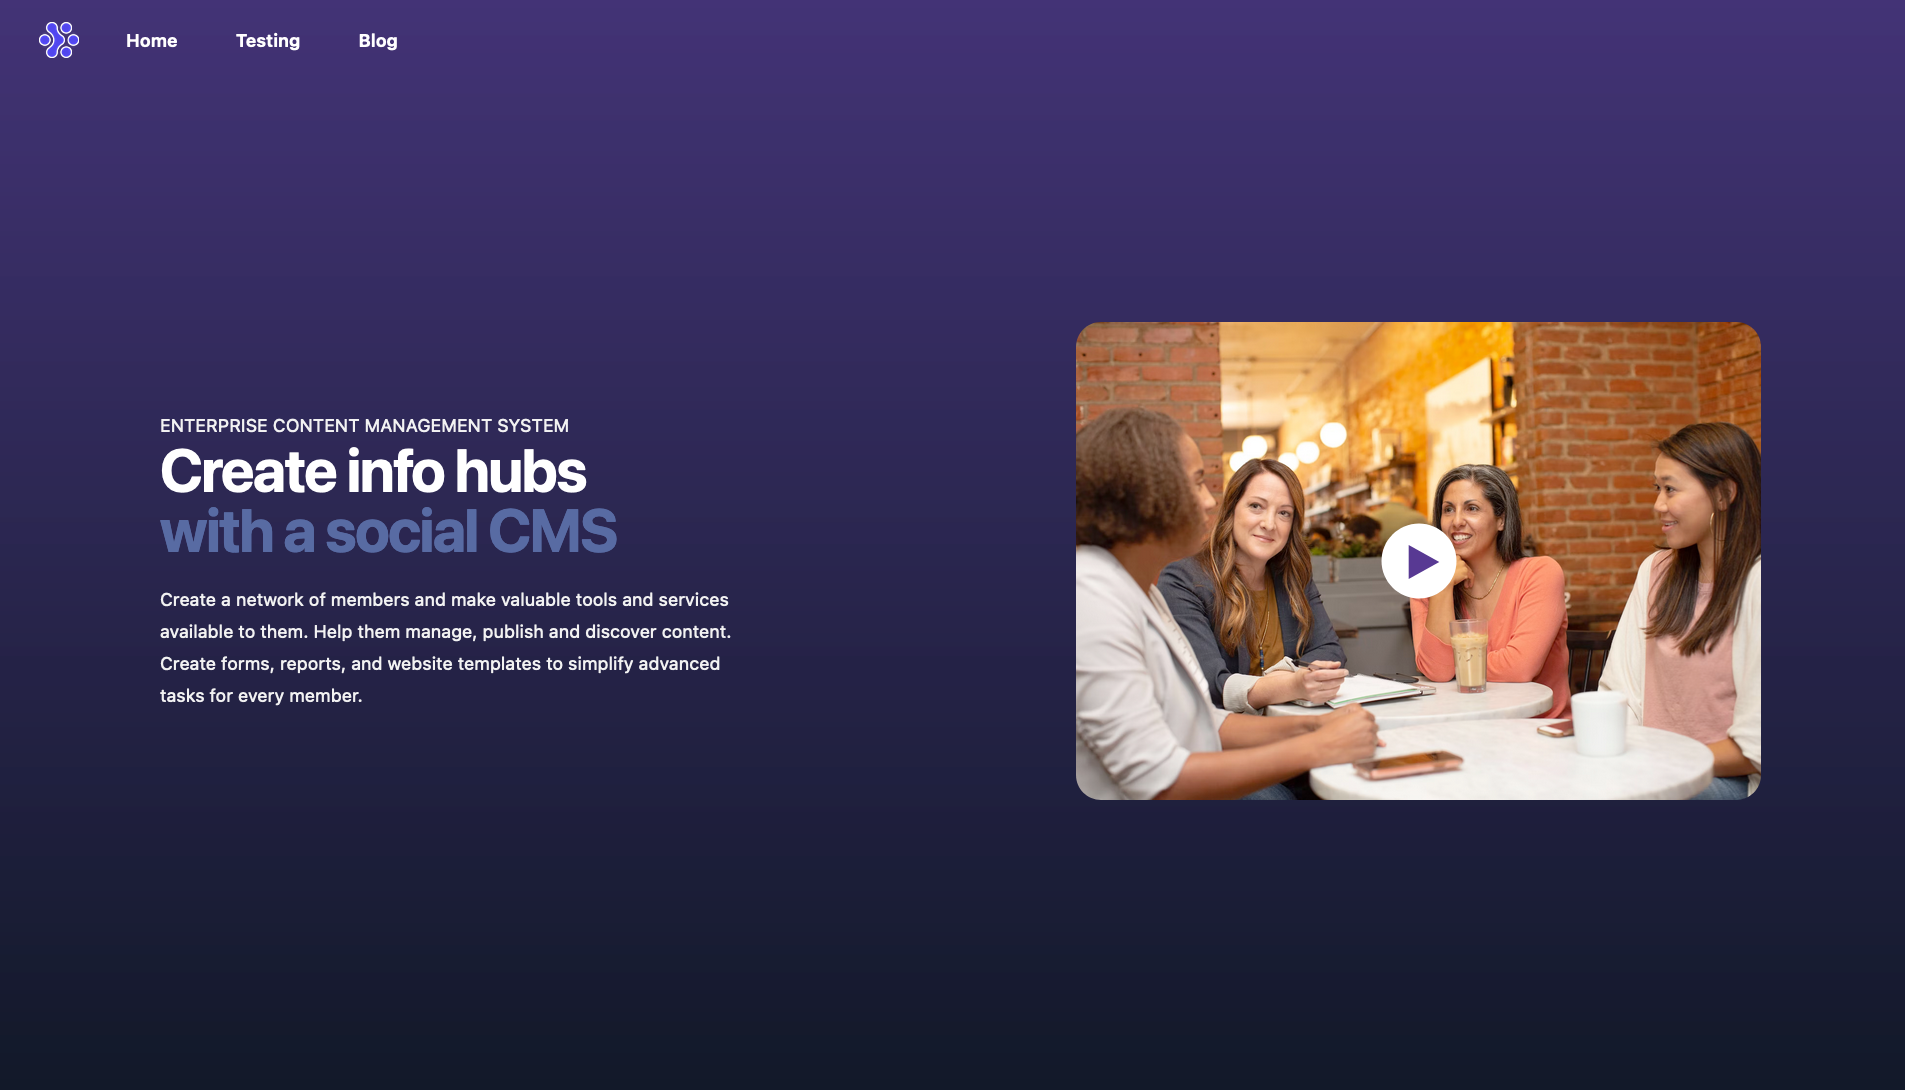 Home
Testing
Blog
ENTERPRISE CONTENT MANAGEMENT SYSTEM
Create info hubs
with a social CMS
Create a network of members and make valuable tools and services
available to them. Help them manage, publish and discover content.
Create forms, reports, and website templates to simplify advanced
tasks for every member.